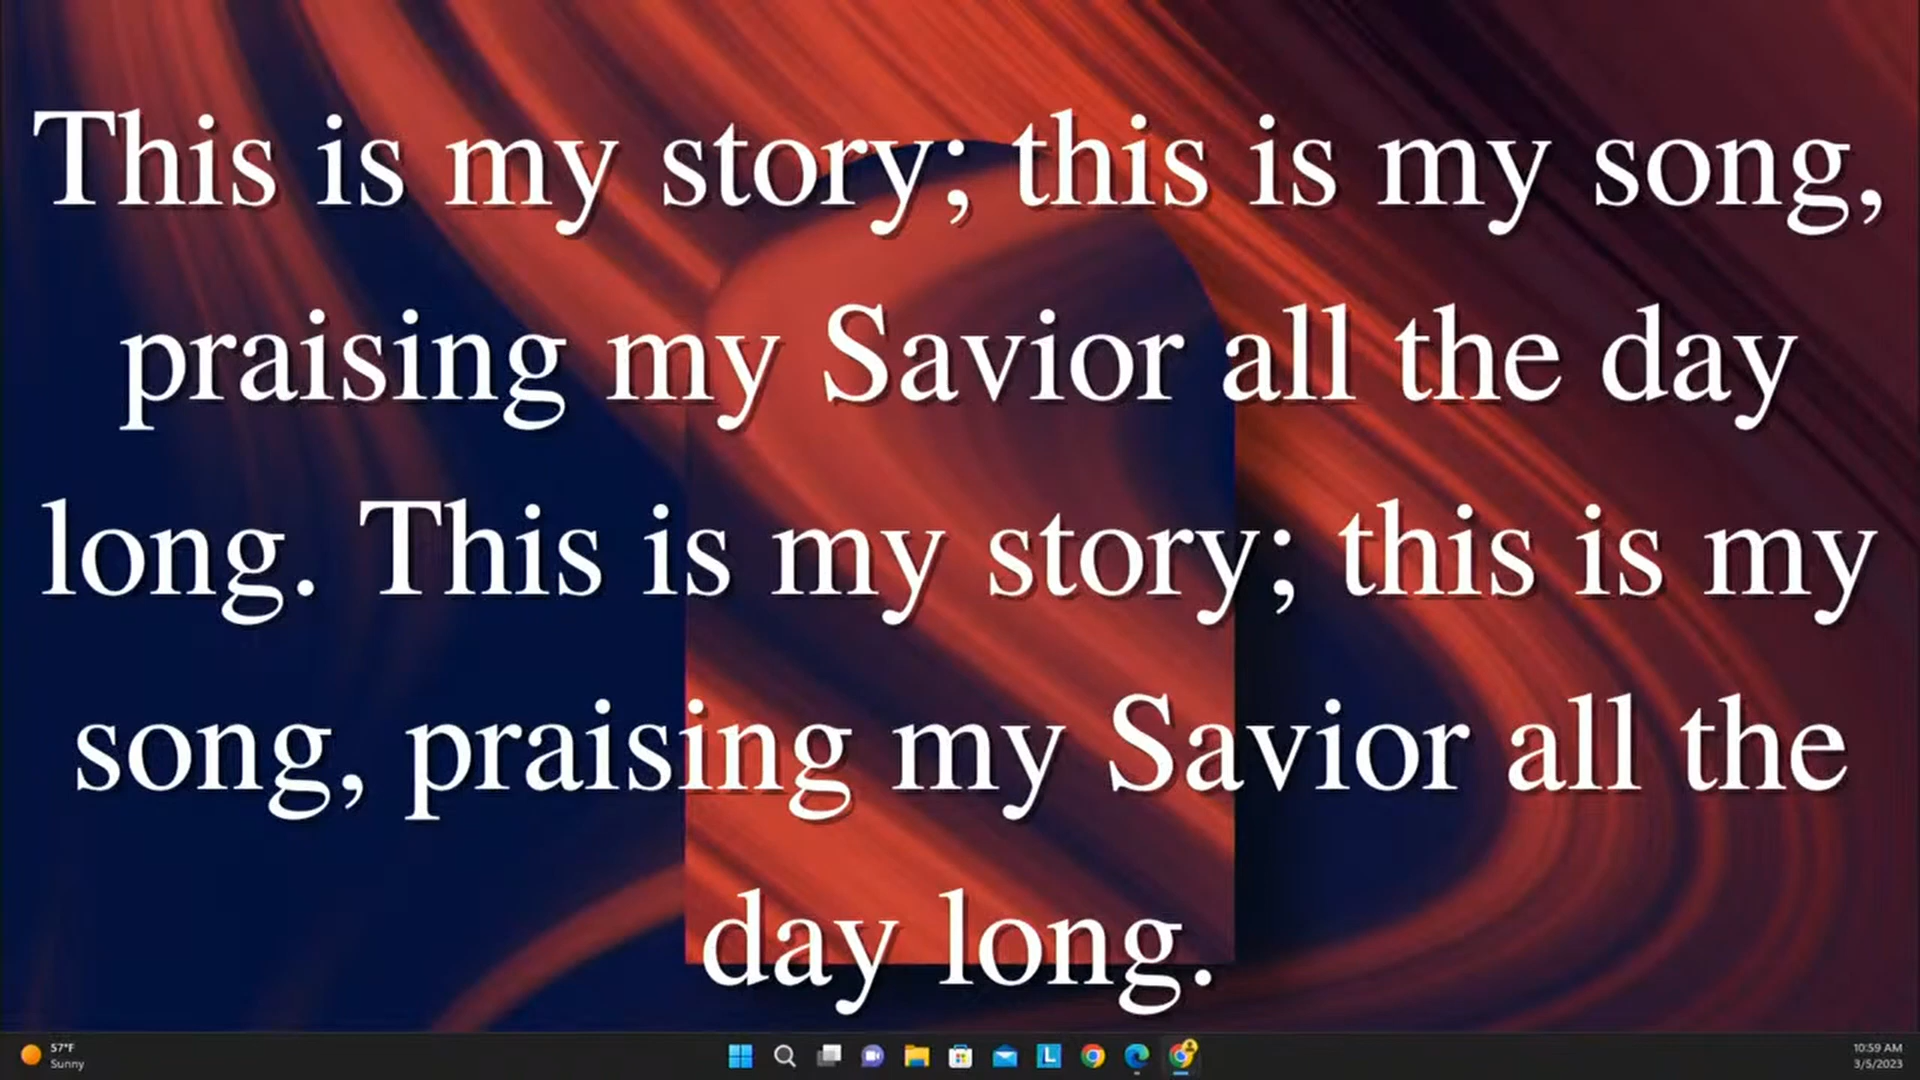 This is my story; this is my song,
praising my Savior all the day
long. This is my story; this is my
song, praising my Savior all the
day long.
57°F
Sunny
L
10:59 AM
3/5/2023